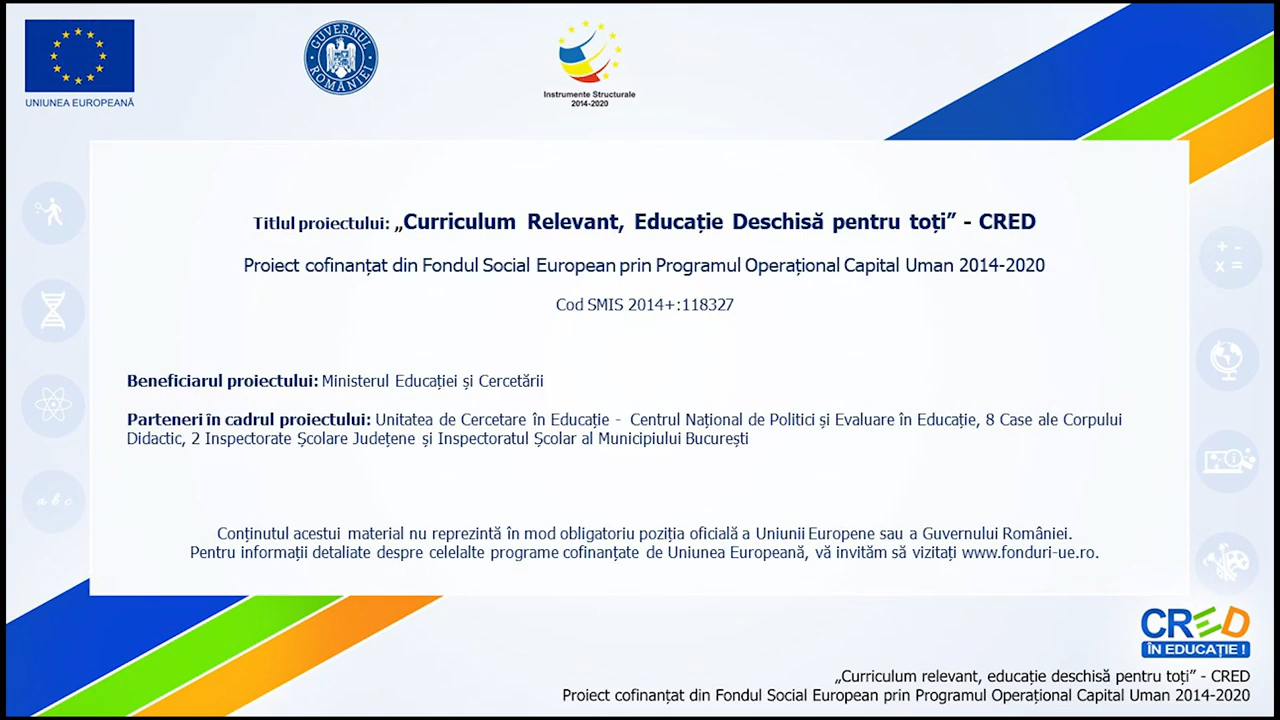 UNIUNEA EUROPEANĂ
GUVERNUL ROMÂNIEI
Instrumente Structurale
2014-2020
Titlul proiectului: „Curriculum Relevant, Educație Deschisă pentru toți” - CRED
Proiect cofinanțat din Fondul Social European prin Programul Operațional Capital Uman 2014-2020
Cod SMIS 2014+:118327
Beneficiarul proiectului: Ministerul Educației și Cercetării
Parteneri în cadrul proiectului: Unitatea de Cercetare în Educație - Centrul Național de Politici și Evaluare în Educație, 8 Case ale Corpului
Didactic, 2 Inspectorate Școlare Județene și Inspectoratul Școlar al Municipiului București
Conținutul acestui material nu reprezintă în mod obligatoriu poziția oficială a Uniunii Europene sau a Guvernului României.
Pentru informații detaliate despre celelalte programe cofinanțate de Uniunea Europeană, vă invităm să vizitați www.fonduri-ue.ro.
+ -
x =
a b c
CRED
ÎN EDUCAȚIE !
„Curriculum relevant, educație deschisă pentru toți” - CRED
Proiect cofinanțat din Fondul Social European prin Programul Operațional Capital Uman 2014-2020